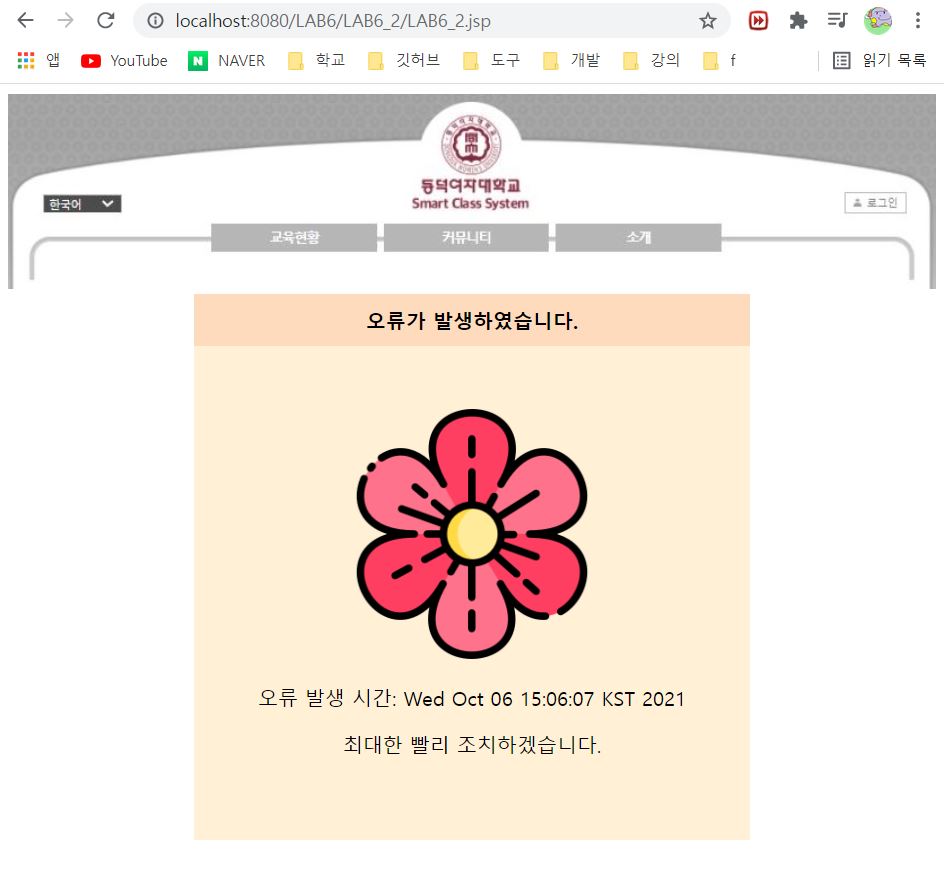 localhost:8080/LAB6/LAB6_2/LAB6_2.jsp
앱 YouTube NAVER 학교 깃허브 도구 개발 강의 f 읽기 목록
동덕여자대학교
Smart Class System
한국어 로그인
교육현황 커뮤니티 소개
오류가 발생하였습니다.
오류 발생 시간: Wed Oct 06 15:06:07 KST 2021
최대한 빨리 조치하겠습니다.